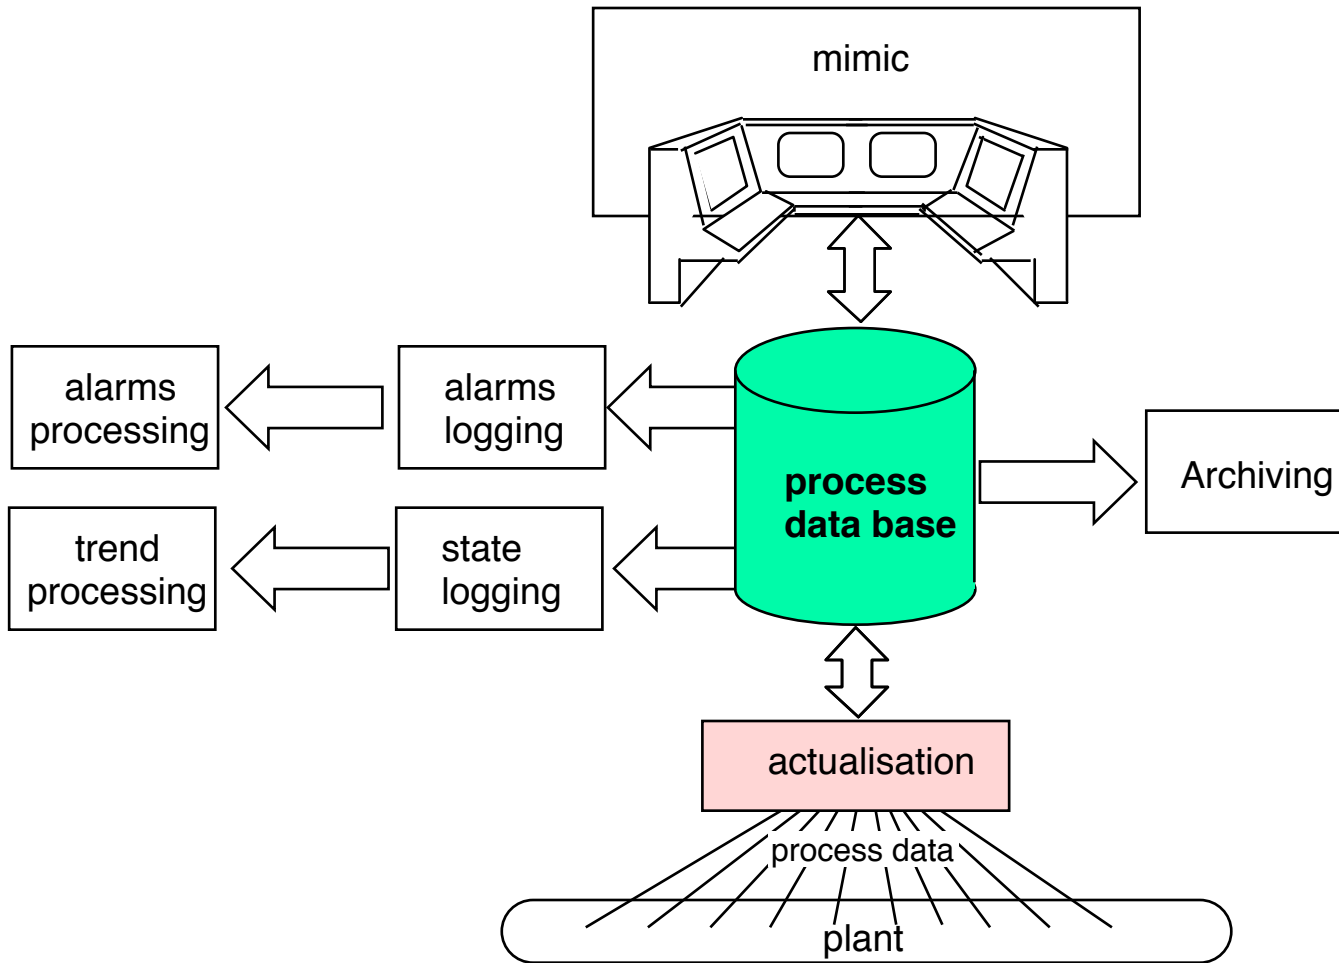 mimic
alarms
processing
alarms
logging
process
data base
Archiving
trend
processing
state
logging
actualisation
process data
plant